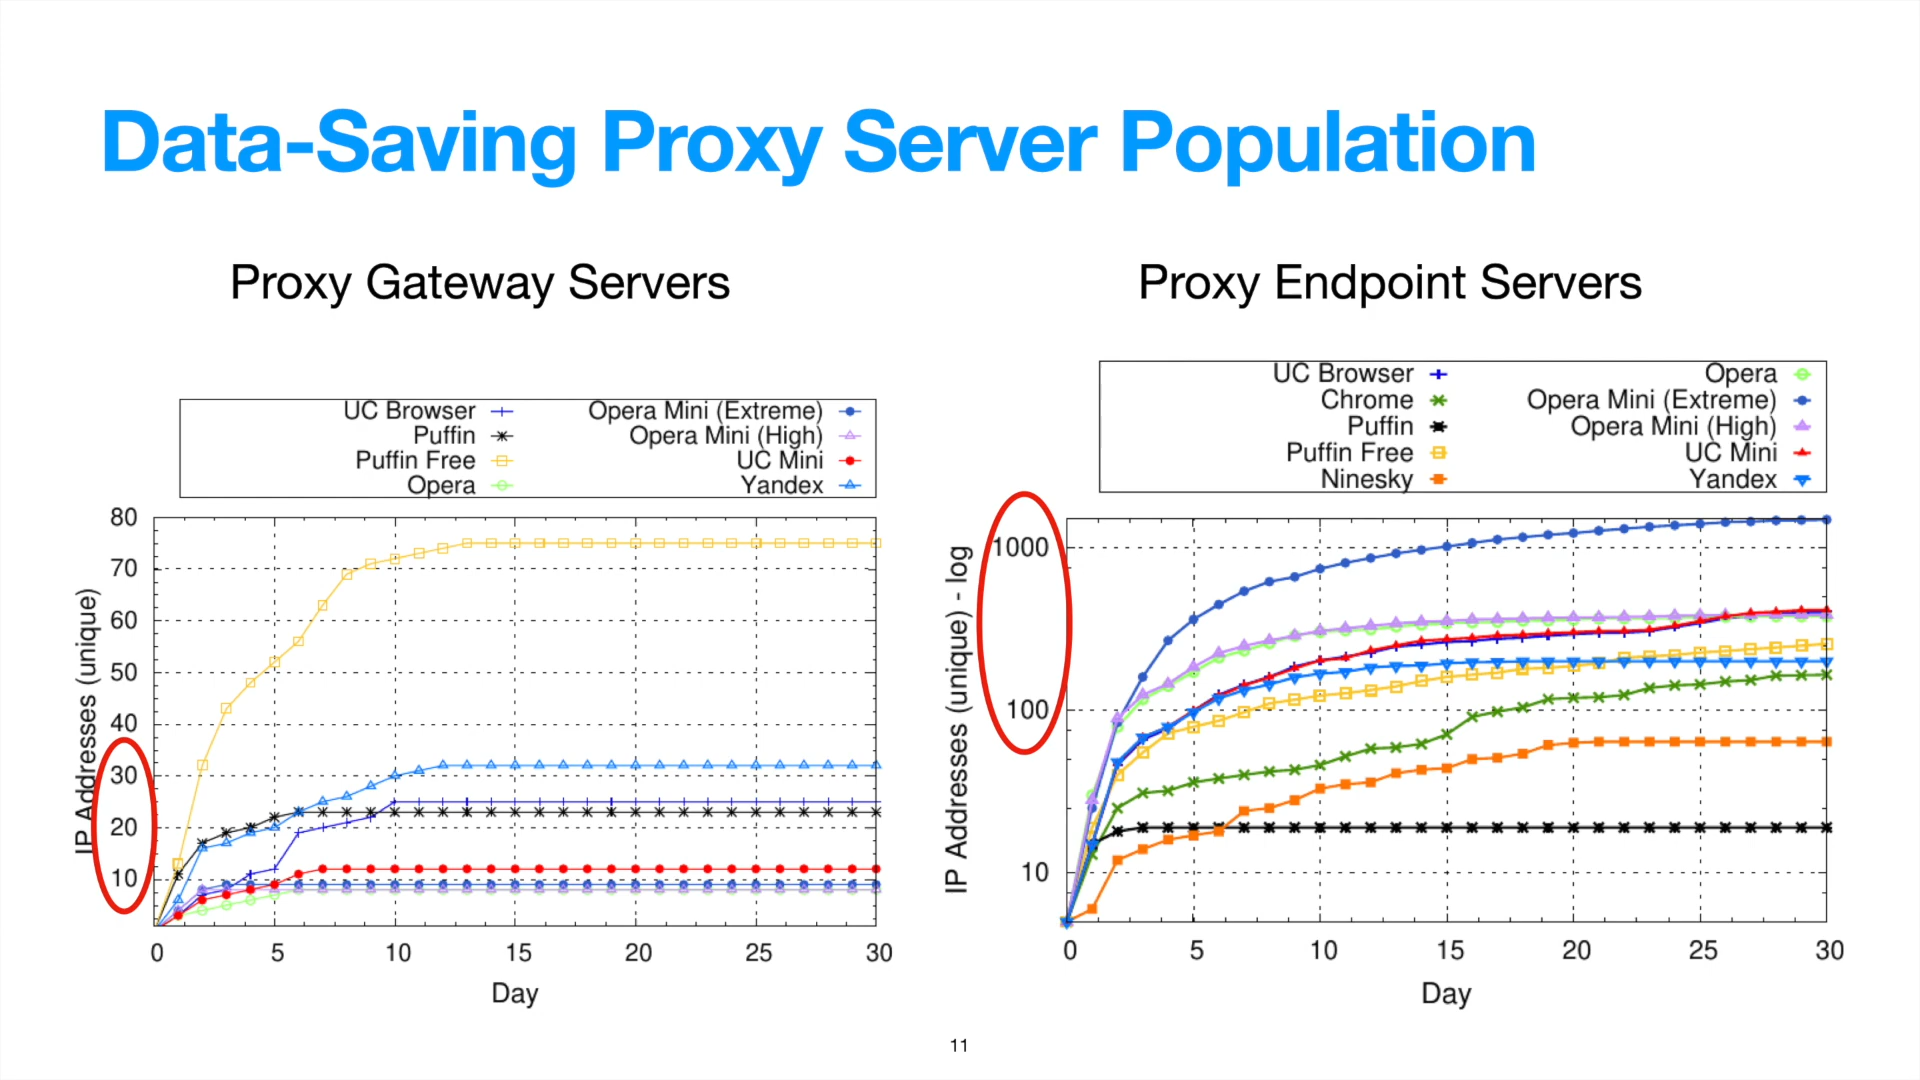 Data-Saving Proxy Server Population
Proxy Gateway Servers
UC Browser
Puffin
Puffin Free
Opera
Opera Mini (Extreme)
Opera Mini (High)
UC Mini
Yandex
IP Addresses (unique)
80
70
60
50
40
30
20
10
0 5 10 15 20 25 30
Day
Proxy Endpoint Servers
UC Browser
Chrome
Puffin
Puffin Free
Ninesky
Opera
Opera Mini (Extreme)
Opera Mini (High)
UC Mini
Yandex
IP Addresses (unique) - log
1000
100
10
0 5 10 15 20 25 30
Day
11